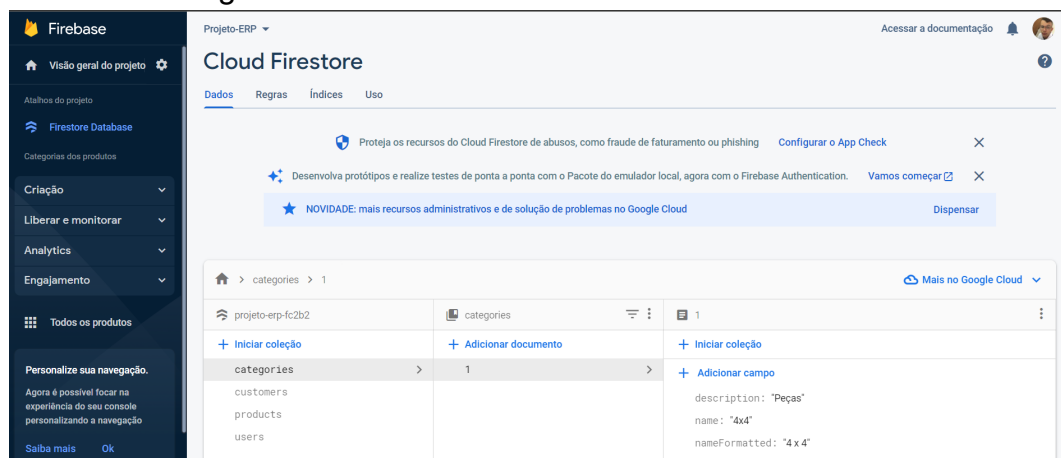 Firebase
Visão geral do projeto
Atalhos do projeto
Firestore Database
Categorias dos produtos
Criação
Liberar e monitorar
Analytics
Engajamento
Todos os produtos
Personalize sua navegação.
Agora é possível focar na
experiência do seu console
personalizando a navegação
Saiba mais Ok
Projeto-ERP
Acessar a documentação
Cloud Firestore
Dados Regras Índices Uso
Proteja os recursos do Cloud Firestore de abusos, como fraude de faturamento ou phishing Configurar o App Check
Desenvolva protótipos e realize testes de ponta a ponta com o Pacote do emulador local, agora com o Firebase Authentication. Vamos começar
NOVIDADE: mais recursos administrativos e de solução de problemas no Google Cloud Dispensar
categories > 1
Mais no Google Cloud
projeto-erp-fc2b2
+ Iniciar coleção
categories
customers
products
users
categories
+ Adicionar documento
1
1
+ Iniciar coleção
+ Adicionar campo
description: "Peças"
name: "4x4"
nameFormatted: "4 x 4"